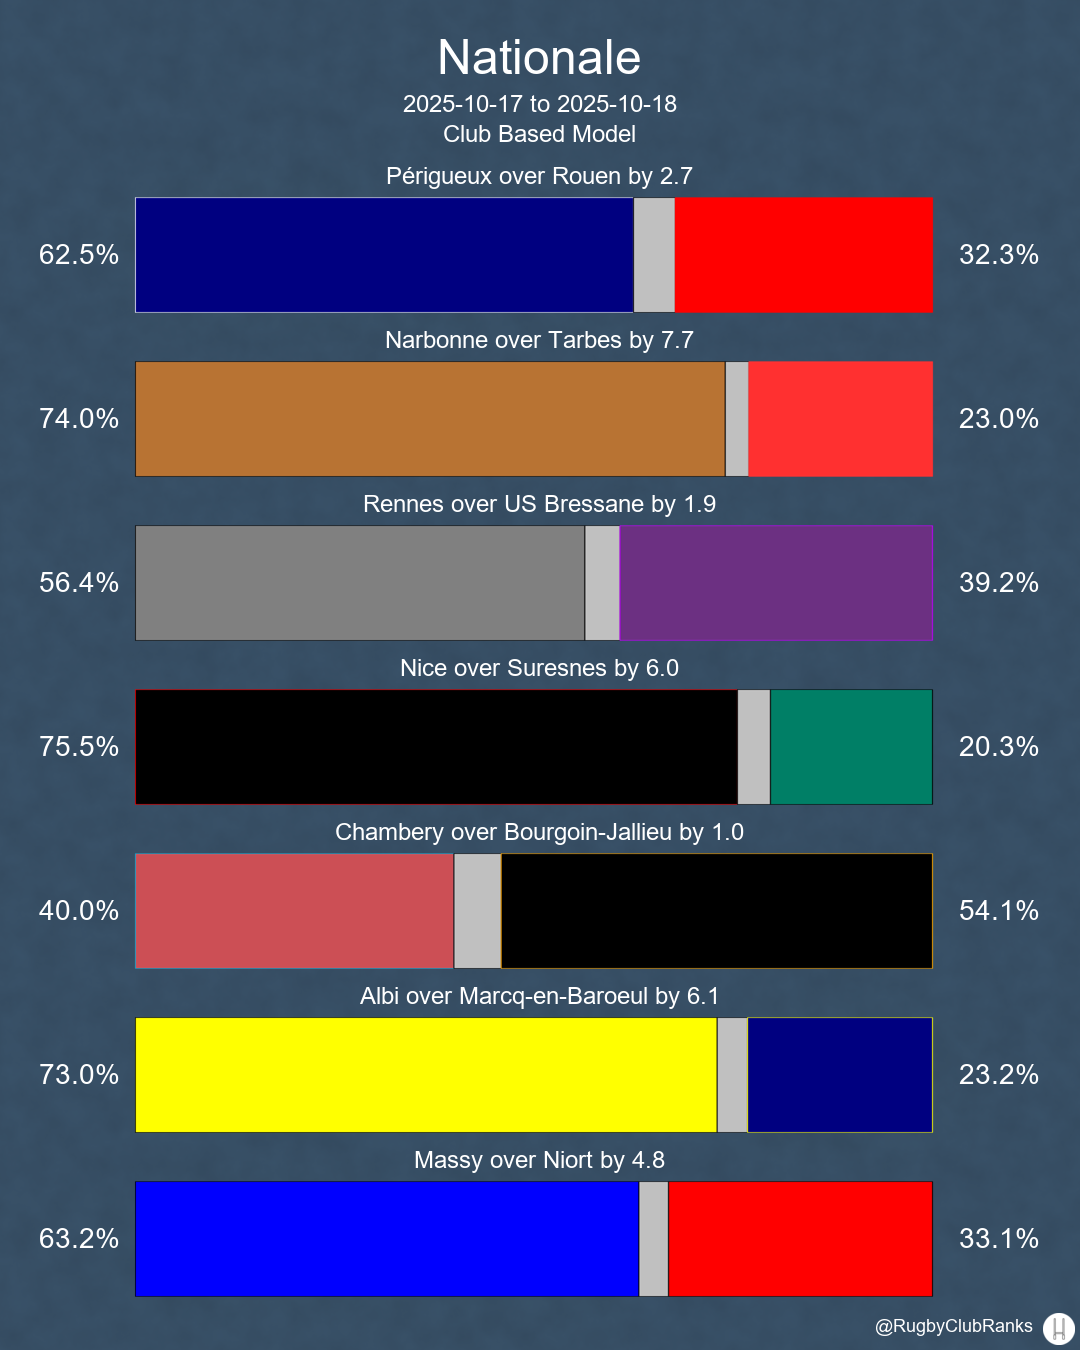 Nationale
2025-10-17 to 2025-10-18
Club Based Model
Périgueux over Rouen by 2.7
62.5% 32.3%
Narbonne over Tarbes by 7.7
74.0% 23.0%
Rennes over US Bressane by 1.9
56.4% 39.2%
Nice over Suresnes by 6.0
75.5% 20.3%
Chambery over Bourgoin-Jallieu by 1.0
40.0% 54.1%
Albi over Marcq-en-Baroeul by 6.1
73.0% 23.2%
Massy over Niort by 4.8
63.2% 33.1%
@RugbyClubRanks